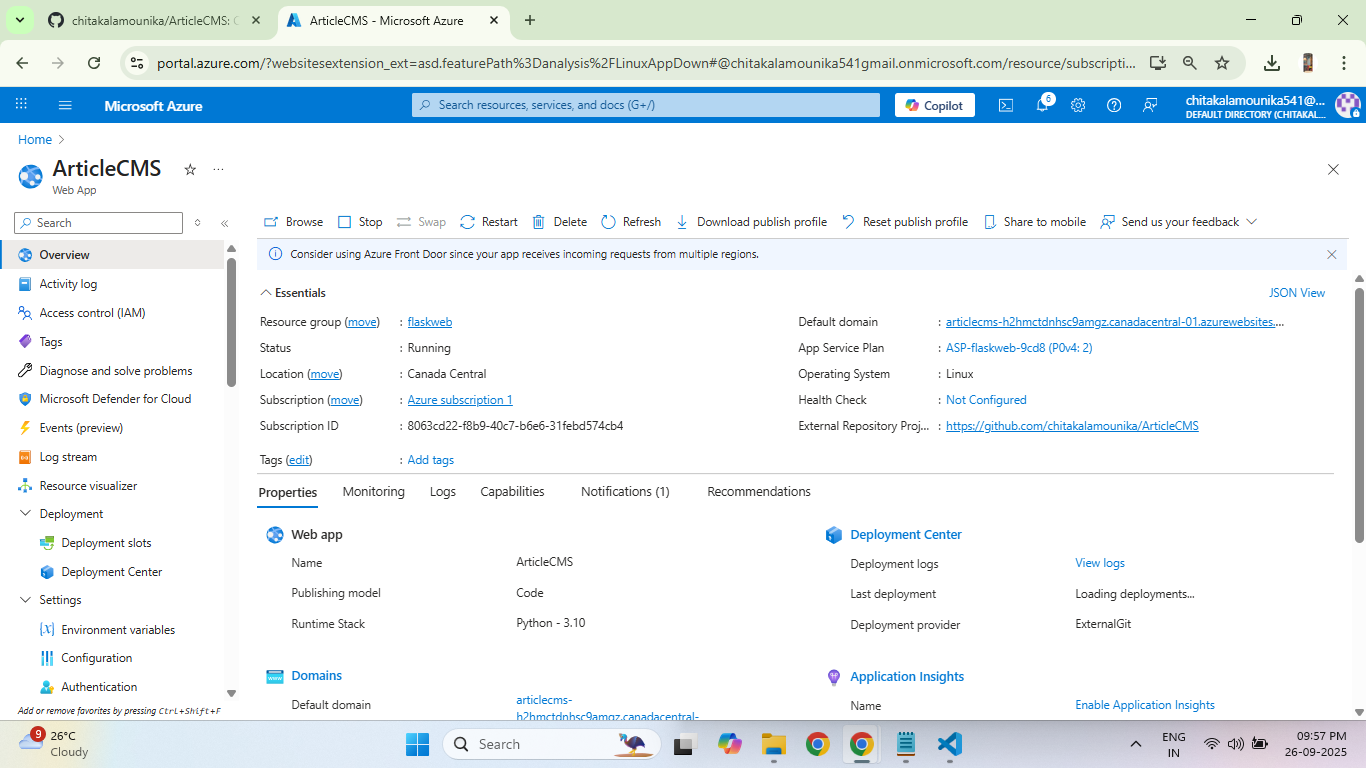 chitakalamounika/ArticleCMS: C
ArticleCMS - Microsoft Azure
portal.azure.com/?websitesextension_ext=asd.featurePath%3Danalysis%2FLinuxAppDown#@chitakalamounika541gmail.onmicrosoft.com/resource/subscripti...
Microsoft Azure
Search resources, services, and docs (G+/)
Copilot
6
chitakalamounika541@...
DEFAULT DIRECTORY (CHITAKAL...
Home
ArticleCMS
Web App
Search
Browse
Stop
Swap
Restart
Delete
Refresh
Download publish profile
Reset publish profile
Share to mobile
Send us your feedback
Consider using Azure Front Door since your app receives incoming requests from multiple regions.
Overview
Activity log
Access control (IAM)
Tags
Diagnose and solve problems
Microsoft Defender for Cloud
Events (preview)
Log stream
Resource visualizer
Deployment
Deployment slots
Deployment Center
Settings
Environment variables
Configuration
Authentication
Add or remove favorites by pressing Ctrl+Shift+F
Essentials
JSON View
Resource group (move) : flaskweb
Status : Running
Location (move) : Canada Central
Subscription (move) : Azure subscription 1
Subscription ID : 8063cd22-f8b9-40c7-b6e6-31febd574cb4
Tags (edit) : Add tags
Default domain : articlecms-h2hmctdnhsc9amgz.canadacentral-01.azurewebsites....
App Service Plan : ASP-flaskweb-9cd8 (P0v4: 2)
Operating System : Linux
Health Check : Not Configured
External Repository Proj... : https://github.com/chitakalamounika/ArticleCMS
Properties
Monitoring
Logs
Capabilities
Notifications (1)
Recommendations
Web app
Name ArticleCMS
Publishing model Code
Runtime Stack Python - 3.10
Domains
Default domain articlecms-
h2hmctdnhsc9amgz.canadacentral-
Deployment Center
Deployment logs View logs
Last deployment Loading deployments...
Deployment provider ExternalGit
Application Insights
Name Enable Application Insights
9
26°C
Cloudy
Search
ENG
IN
09:57 PM
26-09-2025